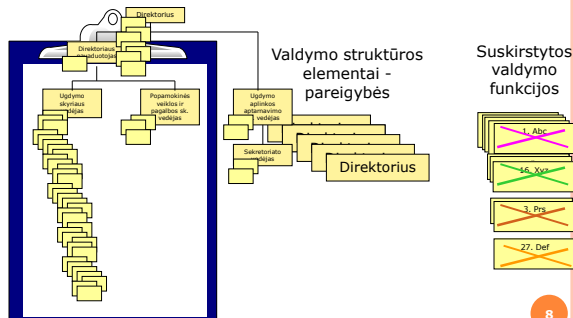 Direktorius
Direktoriaus
pavaduotojas
Ugdymo
skyriaus
vedėjas
Popamokinės
veiklos ir
pagalbos sk.
vedėjas
Ugdymo
aplinkos
aptarnavimo
vedėjas
Sekretoriato
vedėjas
Valdymo struktūros
elementai -
pareigybės
Direktorius
Suskirstytos
valdymo
funkcijos
1. Abc
16. Xyz
3. Prs
27. Def
8